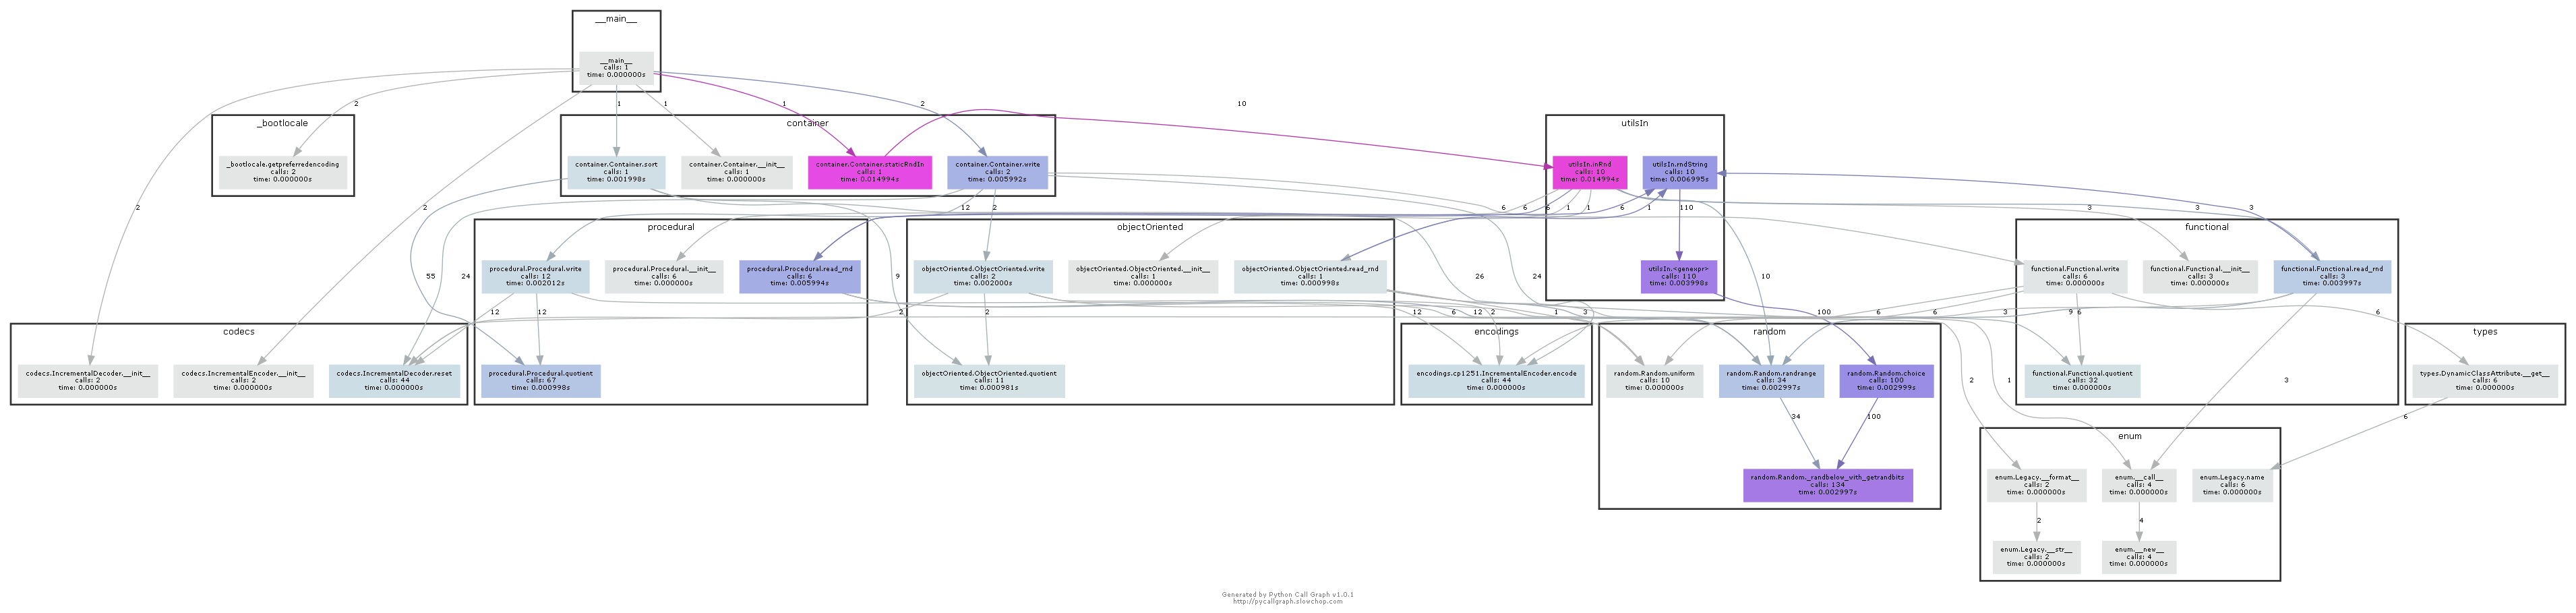 __main__
__main__
calls: 1
time: 0.000000s
2
2
2
1
1
1
2
10
_bootlocale
_bootlocale.getpreferredencoding
calls: 2
time: 0.000000s
container
container.Container.sort
calls: 1
time: 0.001998s
container.Container.__init__
calls: 1
time: 0.000000s
container.Container.staticRndIn
calls: 1
time: 0.014994s
container.Container.write
calls: 2
time: 0.005992s
utilsIn
utilsIn.inRnd
calls: 10
time: 0.014994s
utilsIn.rndString
calls: 10
time: 0.006995s
utilsIn.<genexpr>
calls: 110
time: 0.003998s
12
2
6
6
6
1
1
6
1
110
3
3
3
procedural
procedural.Procedural.write
calls: 12
time: 0.002012s
procedural.Procedural.__init__
calls: 6
time: 0.000000s
procedural.Procedural.read_rnd
calls: 6
time: 0.005994s
procedural.Procedural.quotient
calls: 67
time: 0.000998s
objectOriented
objectOriented.ObjectOriented.write
calls: 2
time: 0.002000s
objectOriented.ObjectOriented.__init__
calls: 1
time: 0.000000s
objectOriented.ObjectOriented.read_rnd
calls: 1
time: 0.000998s
objectOriented.ObjectOriented.quotient
calls: 11
time: 0.000981s
functional
functional.Functional.write
calls: 6
time: 0.000000s
functional.Functional.__init__
calls: 3
time: 0.000000s
functional.Functional.read_rnd
calls: 3
time: 0.003997s
functional.Functional.quotient
calls: 32
time: 0.000000s
55
24
9
26
24
10
12
12
2
2
12
6
12
2
1
3
100
6
6
6
3
9
6
codecs
codecs.IncrementalDecoder.__init__
calls: 2
time: 0.000000s
codecs.IncrementalEncoder.__init__
calls: 2
time: 0.000000s
codecs.IncrementalDecoder.reset
calls: 44
time: 0.000000s
encodings
encodings.cp1251.IncrementalEncoder.encode
calls: 44
time: 0.000000s
random
random.Random.uniform
calls: 10
time: 0.000000s
random.Random.randrange
calls: 34
time: 0.002997s
random.Random.choice
calls: 100
time: 0.002999s
34
100
random.Random._randbelow_with_getrandbits
calls: 134
time: 0.002997s
types
types.DynamicClassAttribute.__get__
calls: 6
time: 0.000000s
2
1
3
6
enum
enum.Legacy.__format__
calls: 2
time: 0.000000s
enum.__call__
calls: 4
time: 0.000000s
enum.Legacy.name
calls: 6
time: 0.000000s
2
4
enum.Legacy.__str__
calls: 2
time: 0.000000s
enum.__new__
calls: 4
time: 0.000000s
Generated by Python Call Graph v1.0.1
http://pycallgraph.slowchop.com